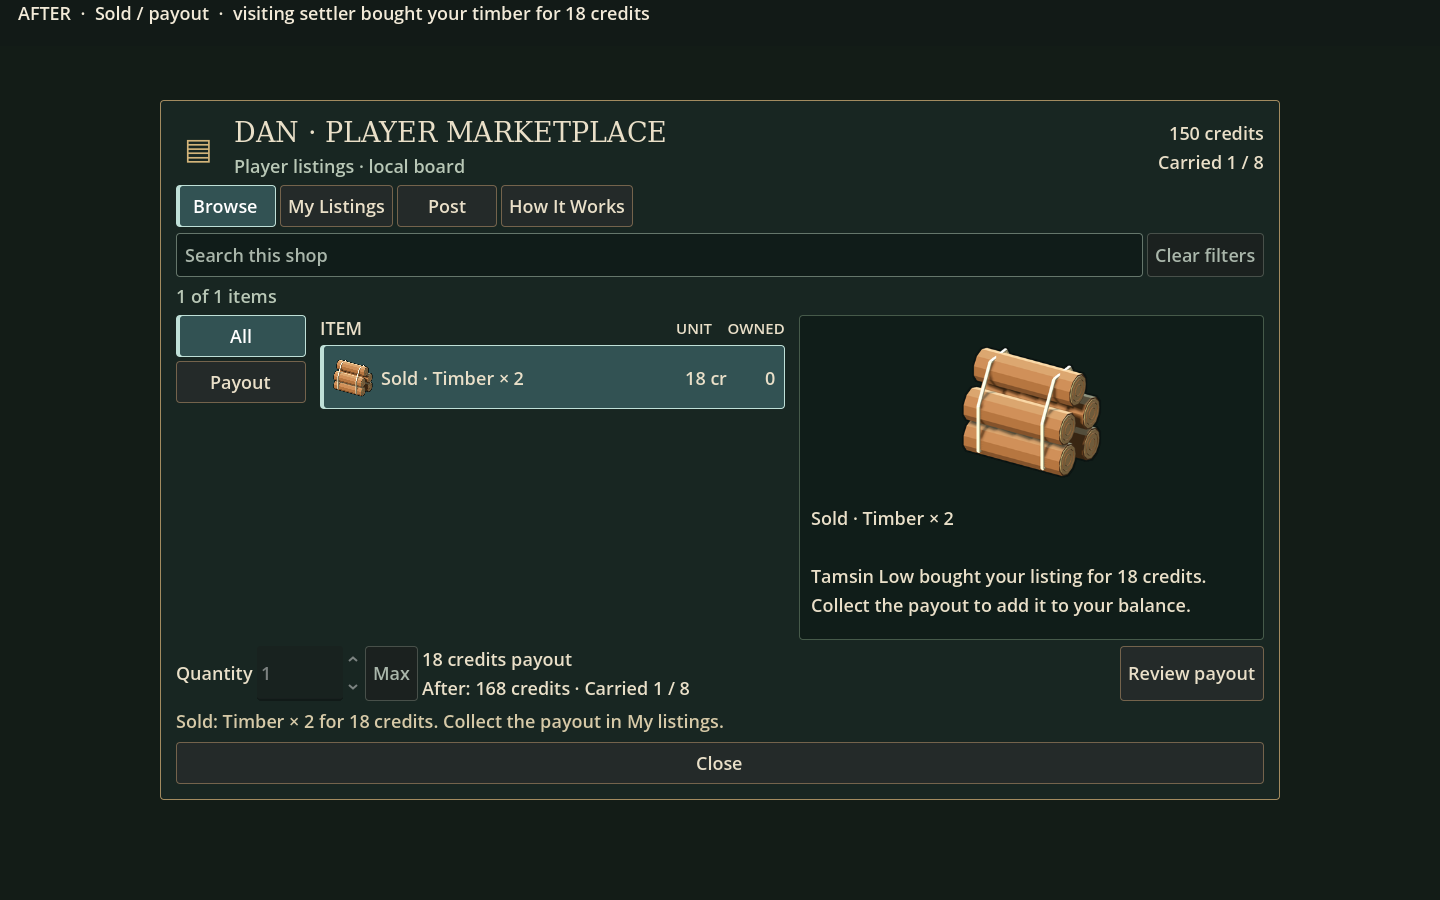 AFTER · Sold / payout · visiting settler bought your timber for 18 credits
DAN · PLAYER MARKETPLACE
Player listings · local board
150 credits
Carried 1 / 8
Browse
My Listings
Post
How It Works
Search this shop
Clear filters
1 of 1 items
All
Payout
ITEM
UNIT
OWNED
Sold · Timber × 2
18 cr
0
Sold · Timber × 2
Tamsin Low bought your listing for 18 credits.
Collect the payout to add it to your balance.
Quantity
1
Max
18 credits payout
After: 168 credits · Carried 1 / 8
Review payout
Sold: Timber × 2 for 18 credits. Collect the payout in My listings.
Close